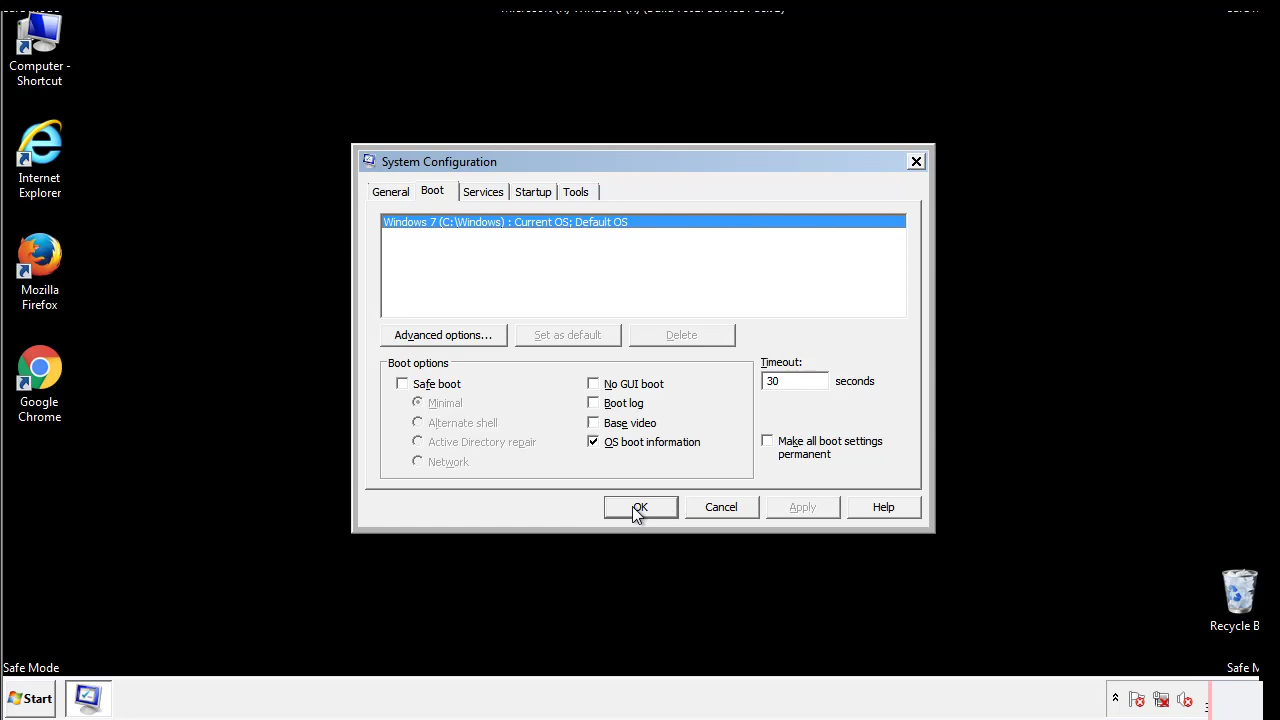 Computer -
Shortcut
Internet
Explorer
Mozilla
Firefox
Google
Chrome
System Configuration
General Boot Services Startup Tools
Windows 7 (C:\Windows) : Current OS; Default OS
Advanced options... Set as default Delete
Boot options
Timeout:
30 seconds
Safe boot
Minimal
Alternate shell
Active Directory repair
Network
No GUI boot
Boot log
Base video
OS boot information
Make all boot settings
permanent
OK Cancel Apply Help
Recycle B
Safe Mode
Safe M
Start